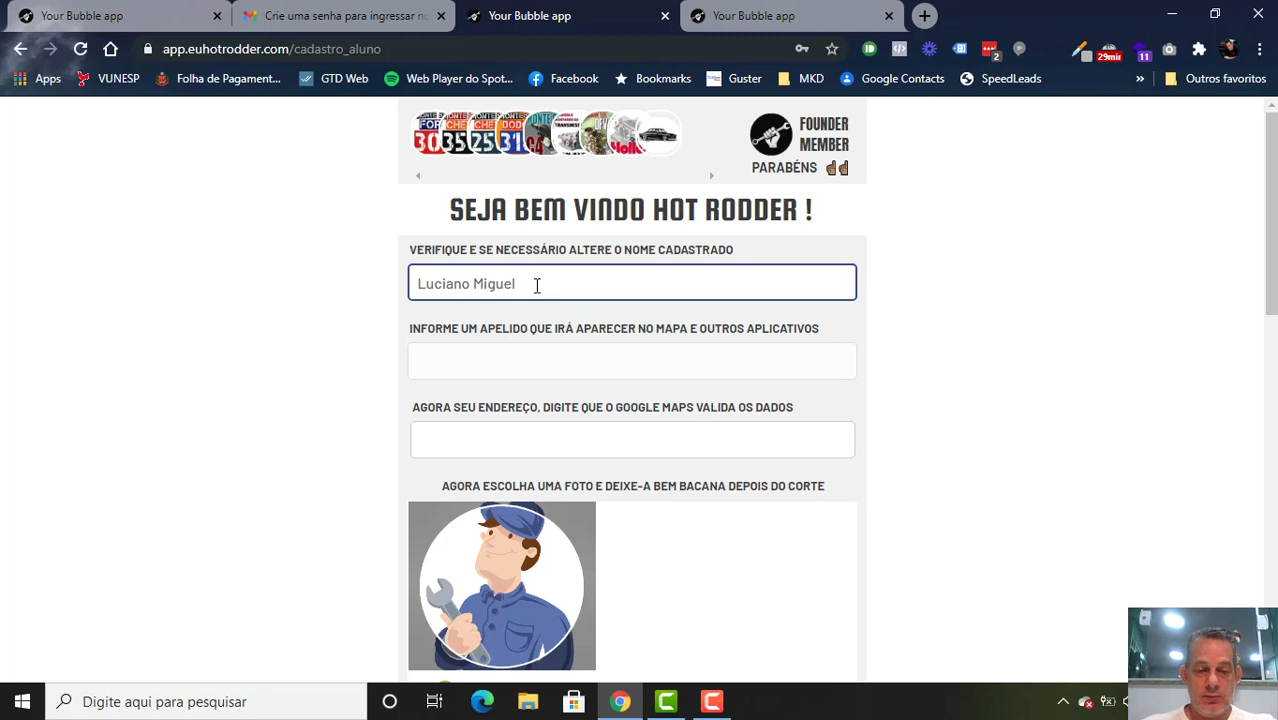 Your Bubble app
Crie uma senha para ingressar no
Your Bubble app
Your Bubble app
app.euhotrodder.com/cadastro_aluno
2
29min
11
Apps
VUNESP
Folha de Pagament...
GTD Web
Web Player do Spot...
Facebook
Bookmarks
Guster
MKD
Google Contacts
SpeedLeads
»
Outros favoritos
FOUNDER
MEMBER
PARABÉNS
SEJA BEM VINDO HOT RODDER !
VERIFIQUE E SE NECESSÁRIO ALTERE O NOME CADASTRADO
Luciano Miguel
INFORME UM APELIDO QUE IRÁ APARECER NO MAPA E OUTROS APLICATIVOS
AGORA SEU ENDEREÇO, DIGITE QUE O GOOGLE MAPS VALIDA OS DADOS
AGORA ESCOLHA UMA FOTO E DEIXE-A BEM BACANA DEPOIS DO CORTE
Digite aqui para pesquisar